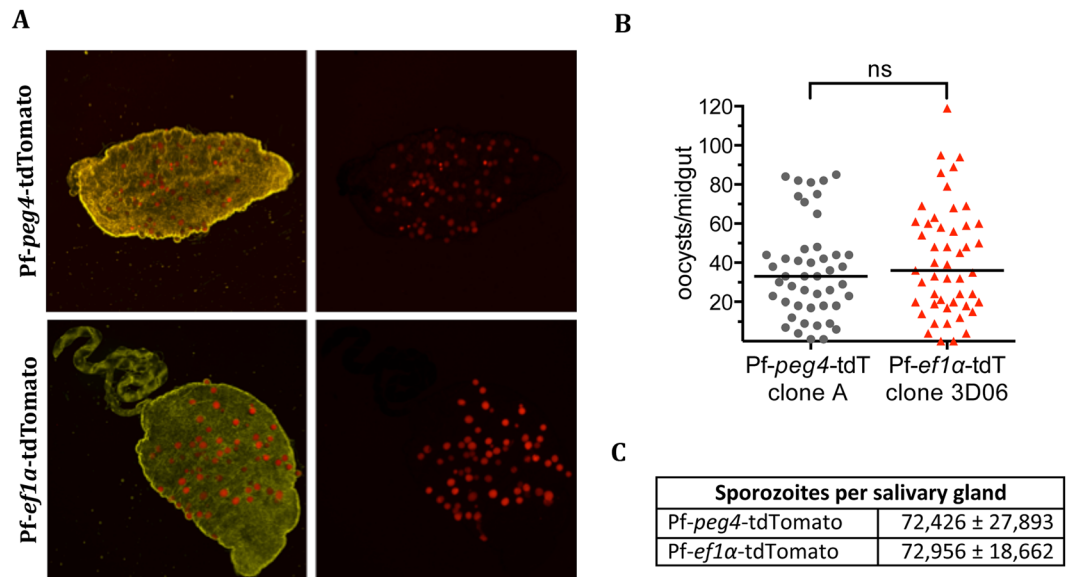 A
Pf-peg4-tdTomato
Pf-ef1α-tdTomato
B
ns
oocysts/midgut
120
100
80
60
40
20
Pf-peg4-tdT
clone A
Pf-ef1α-tdT
clone 3D06
C
Sporozoites per salivary gland
Pf-peg4-tdTomato 72,426 ± 27,893
Pf-ef1α-tdTomato 72,956 ± 18,662